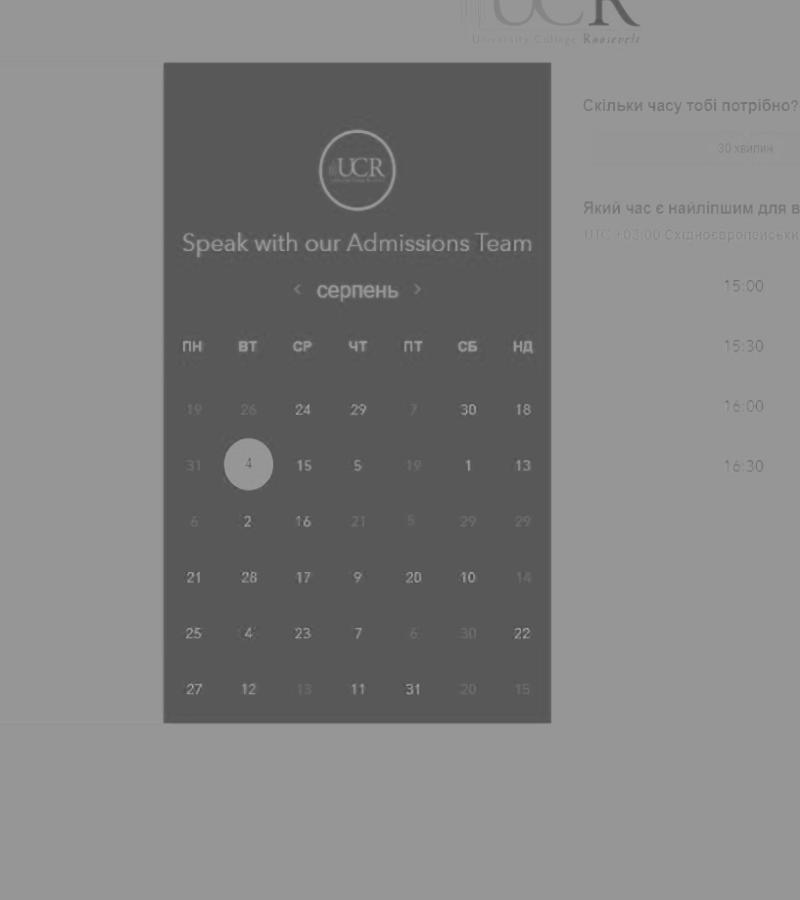 UCR
University College Roosevelt
UCR
Speak with our Admissions Team
< серпень >
ПН ВТ СР ЧТ ПТ СБ НД
19 26 24 29 7 30 18
31 4 15 5 19 1 13
6 2 16 21 5 29 29
21 28 17 9 20 10 14
25 4 23 7 6 30 22
27 12 13 11 31 20 15
Скільки часу тобі потрібно?
30 хвилин
Який час є найліпшим для в
UTC +03:00 Східноєвропейськи
15:00
15:30
16:00
16:30